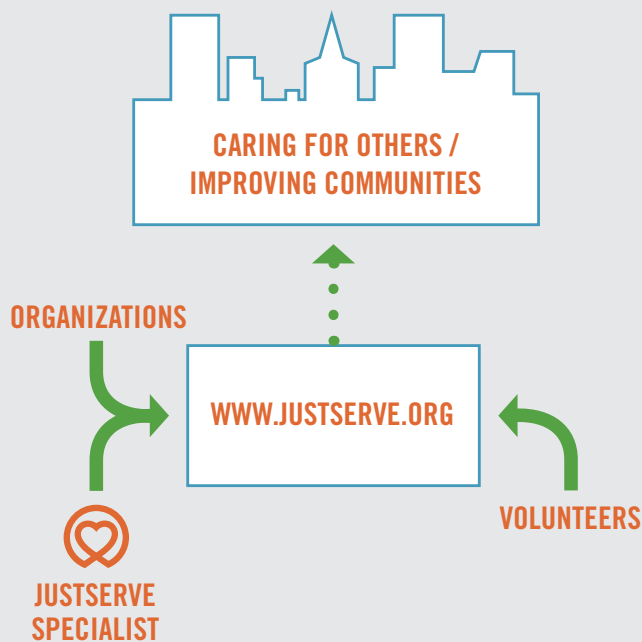 CARING FOR OTHERS /
IMPROVING COMMUNITIES
ORGANIZATIONS
WWW.JUSTSERVE.ORG
VOLUNTEERS
JUSTSERVE
SPECIALIST